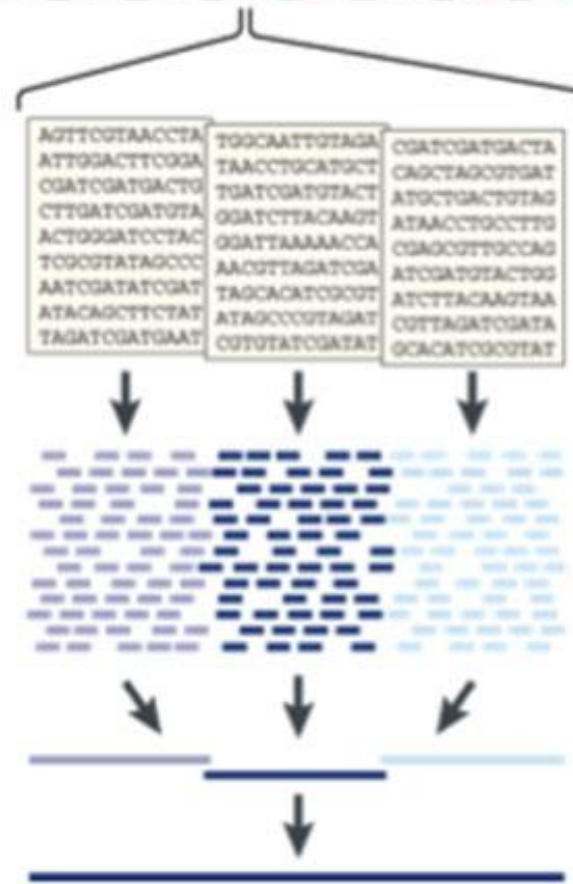 AGTTCGTAACCTA
ATTGGACTTCGGA
CGATCGATGACTG
CTTGATCGATGTA
ACTGGGATCCTAC
TCGCGTATAGCCC
AATCGATATCGAT
ATACAGCTTCTAT
TAGATCGATGAAT
TGGCAATTGTAGA
TAACCTGCATGCT
TGATCGATGTACT
GGATCTTACAAGT
GGATTAAAAACCA
AACGTTAGATCGA
TAGCACATCGCGT
ATAGCCCGTAGAT
CGTGTATCGATAT
CGATCGATGACTA
CAGCTAGCGTGAT
ATGCTGACTGTAG
ATAACCTGCCTTG
CGAGCGTTGCCAG
ATCGATGTACTGG
ATCTTACAAGTAA
CGTTAGATCGATA
GCACATCGCGTAT